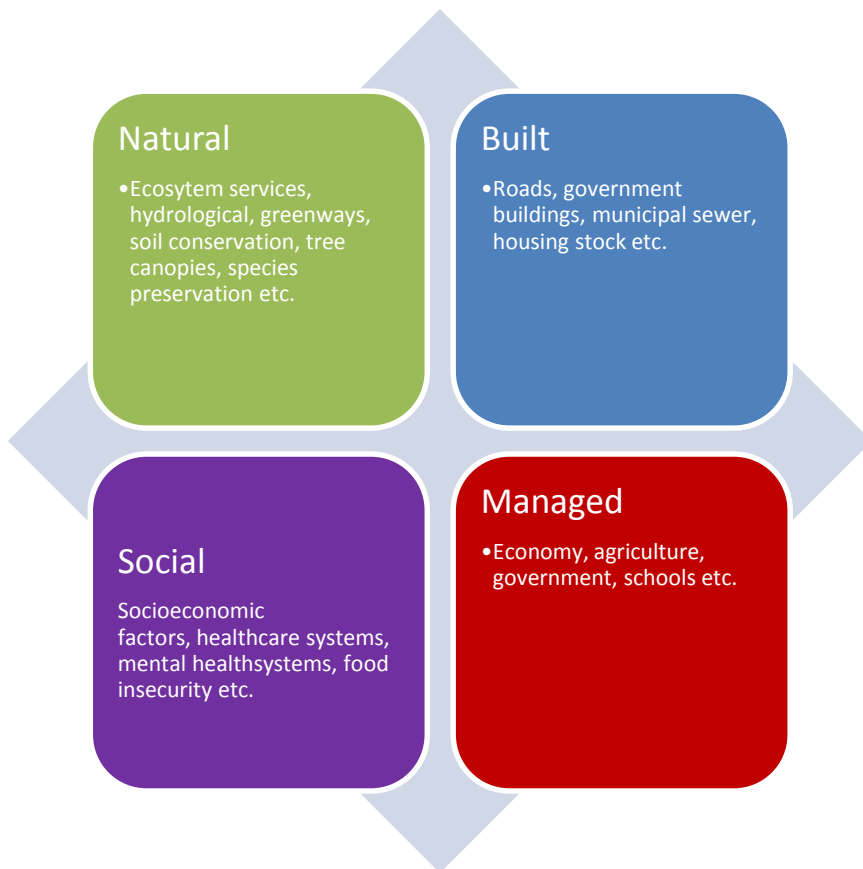 Natural
•Ecosytem services,
hydrological, greenways,
soil conservation, tree
canopies, species
preservation etc.
Built
•Roads, government
buildings, municipal sewer,
housing stock etc.
Social
Socioeconomic
factors, healthcare systems,
mental healthsystems, food
insecurity etc.
Managed
•Economy, agriculture,
government, schools etc.